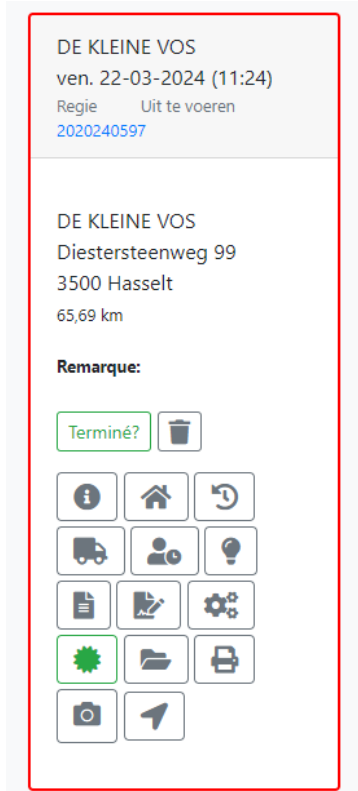 DE KLEINE VOS
ven. 22-03-2024 (11:24)
Regie Uit te voeren
2020240597
DE KLEINE VOS
Diestersteenweg 99
3500 Hasselt
65,69 km
Remarque:
Terminé?